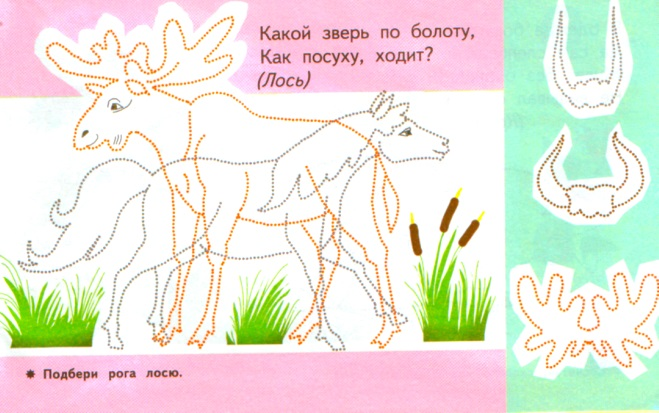 Какой зверь по болоту,
Как посуху, ходит?
(Лось)
✷ Подбери рога лосю.